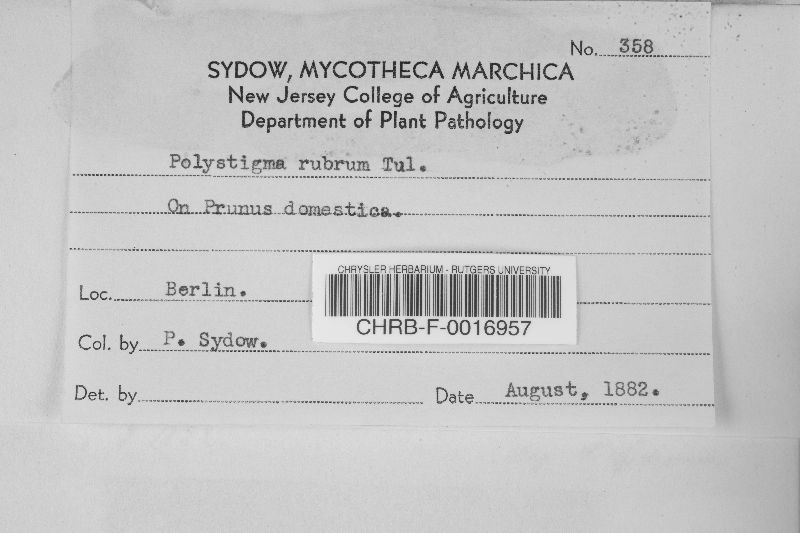 No. 358
SYDOW, MYCOTHECA MARCHICA
New Jersey College of Agriculture
Department of Plant Pathology
Polystigma rubrum Tul.
On Prunus domestica.
CHRYSLER HERBARIUM - RUTGERS UNIVERSITY
CHRB-F-0016957
Loc. Berlin.
Col. by P. Sydow.
Det. by
Date August, 1882.